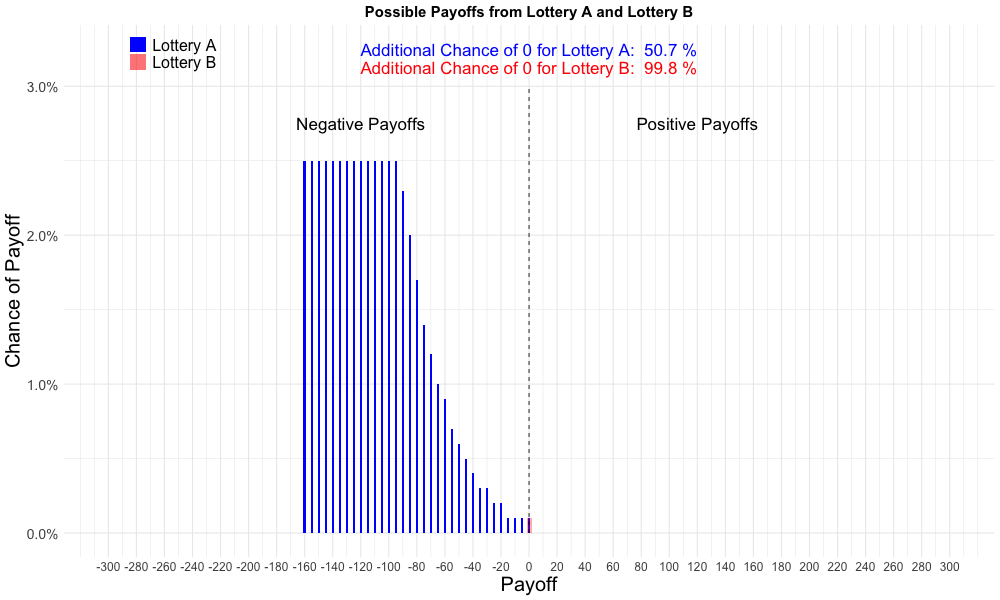 Possible Payoffs from Lottery A and Lottery B
Lottery A
Lottery B
Additional Chance of 0 for Lottery A: 50.7 %
Additional Chance of 0 for Lottery B: 99.8 %
Negative Payoffs
Positive Payoffs
Chance of Payoff
3.0%
2.0%
1.0%
0.0%
-300 -280 -260 -240 -220 -200 -180 -160 -140 -120 -100 -80 -60 -40 -20 0 20 40 60 80 100 120 140 160 180 200 220 240 260 280 300
Payoff